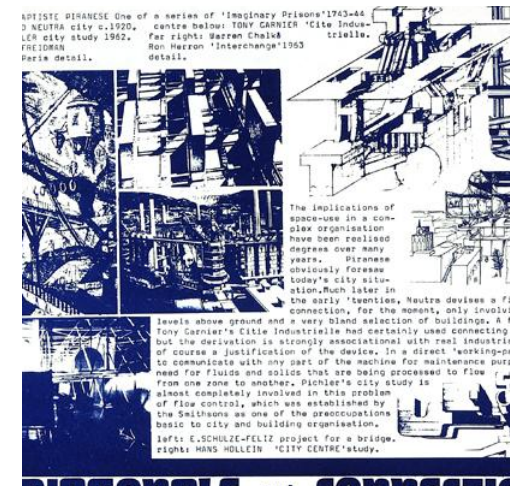 APTISTE PIRANESE One of a series of 'Imaginary Prisons'1743-44
D NEUTRA city c.1920. centre below: TONY GARNIER 'Cite Indus-
LER city study 1962. far right: Warren Chalk& trielle.
FREIDMAN Ron Herron 'Interchange'1963
Paris detail. detail.
The implications of
space-use in a com-
plex organisation
have been realised
degrees over many
years. Piranese
obviously foresaw
today's city situ-
ation.Much later in
the early 'twenties, Neutra devises a fi
connection, for the moment, only involvi
levels above ground and a very bland selection of buildings. A f
Tony Garnier's Citie Industrielle had certainly used connecting
but the derivation is strongly associational with real industria
of course a justification of the device. In a direct 'working-pa
to communicate with any part of the machine for maintenance purp
need for fluids and solids that are being processed to flow
from one zone to another. Pichler's city study is
almost completely involved in this problem
of flow control, which was established by
the Smithsons as one of the preoccupations
basic to city and building organisation.
left: E.SCHULZE-FELIZ project for a bridge.
right: HANS HOLLEIN 'CITY CENTRE'study.